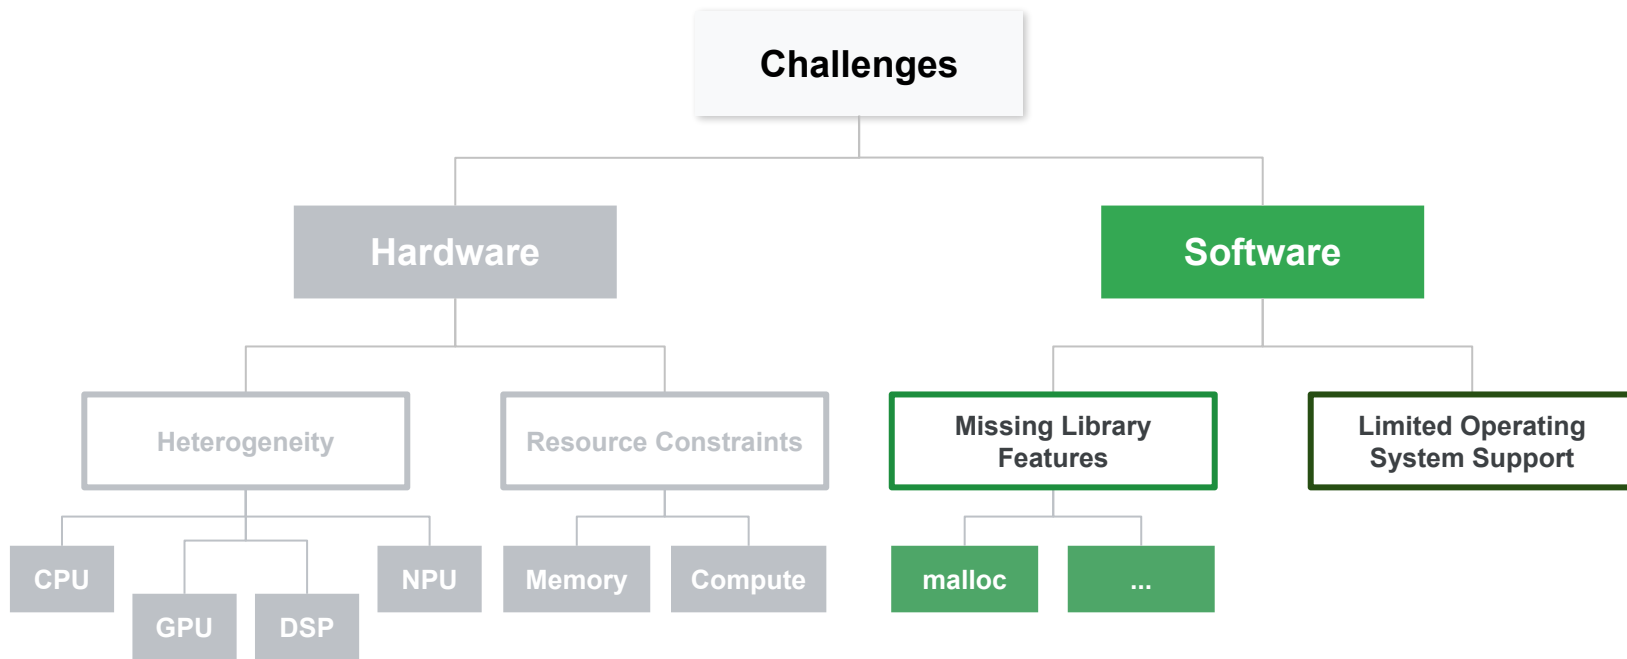 Challenges
Hardware
Software
Heterogeneity
Resource Constraints
Missing Library
Features
Limited Operating
System Support
CPU
GPU
DSP
NPU
Memory
Compute
malloc
...